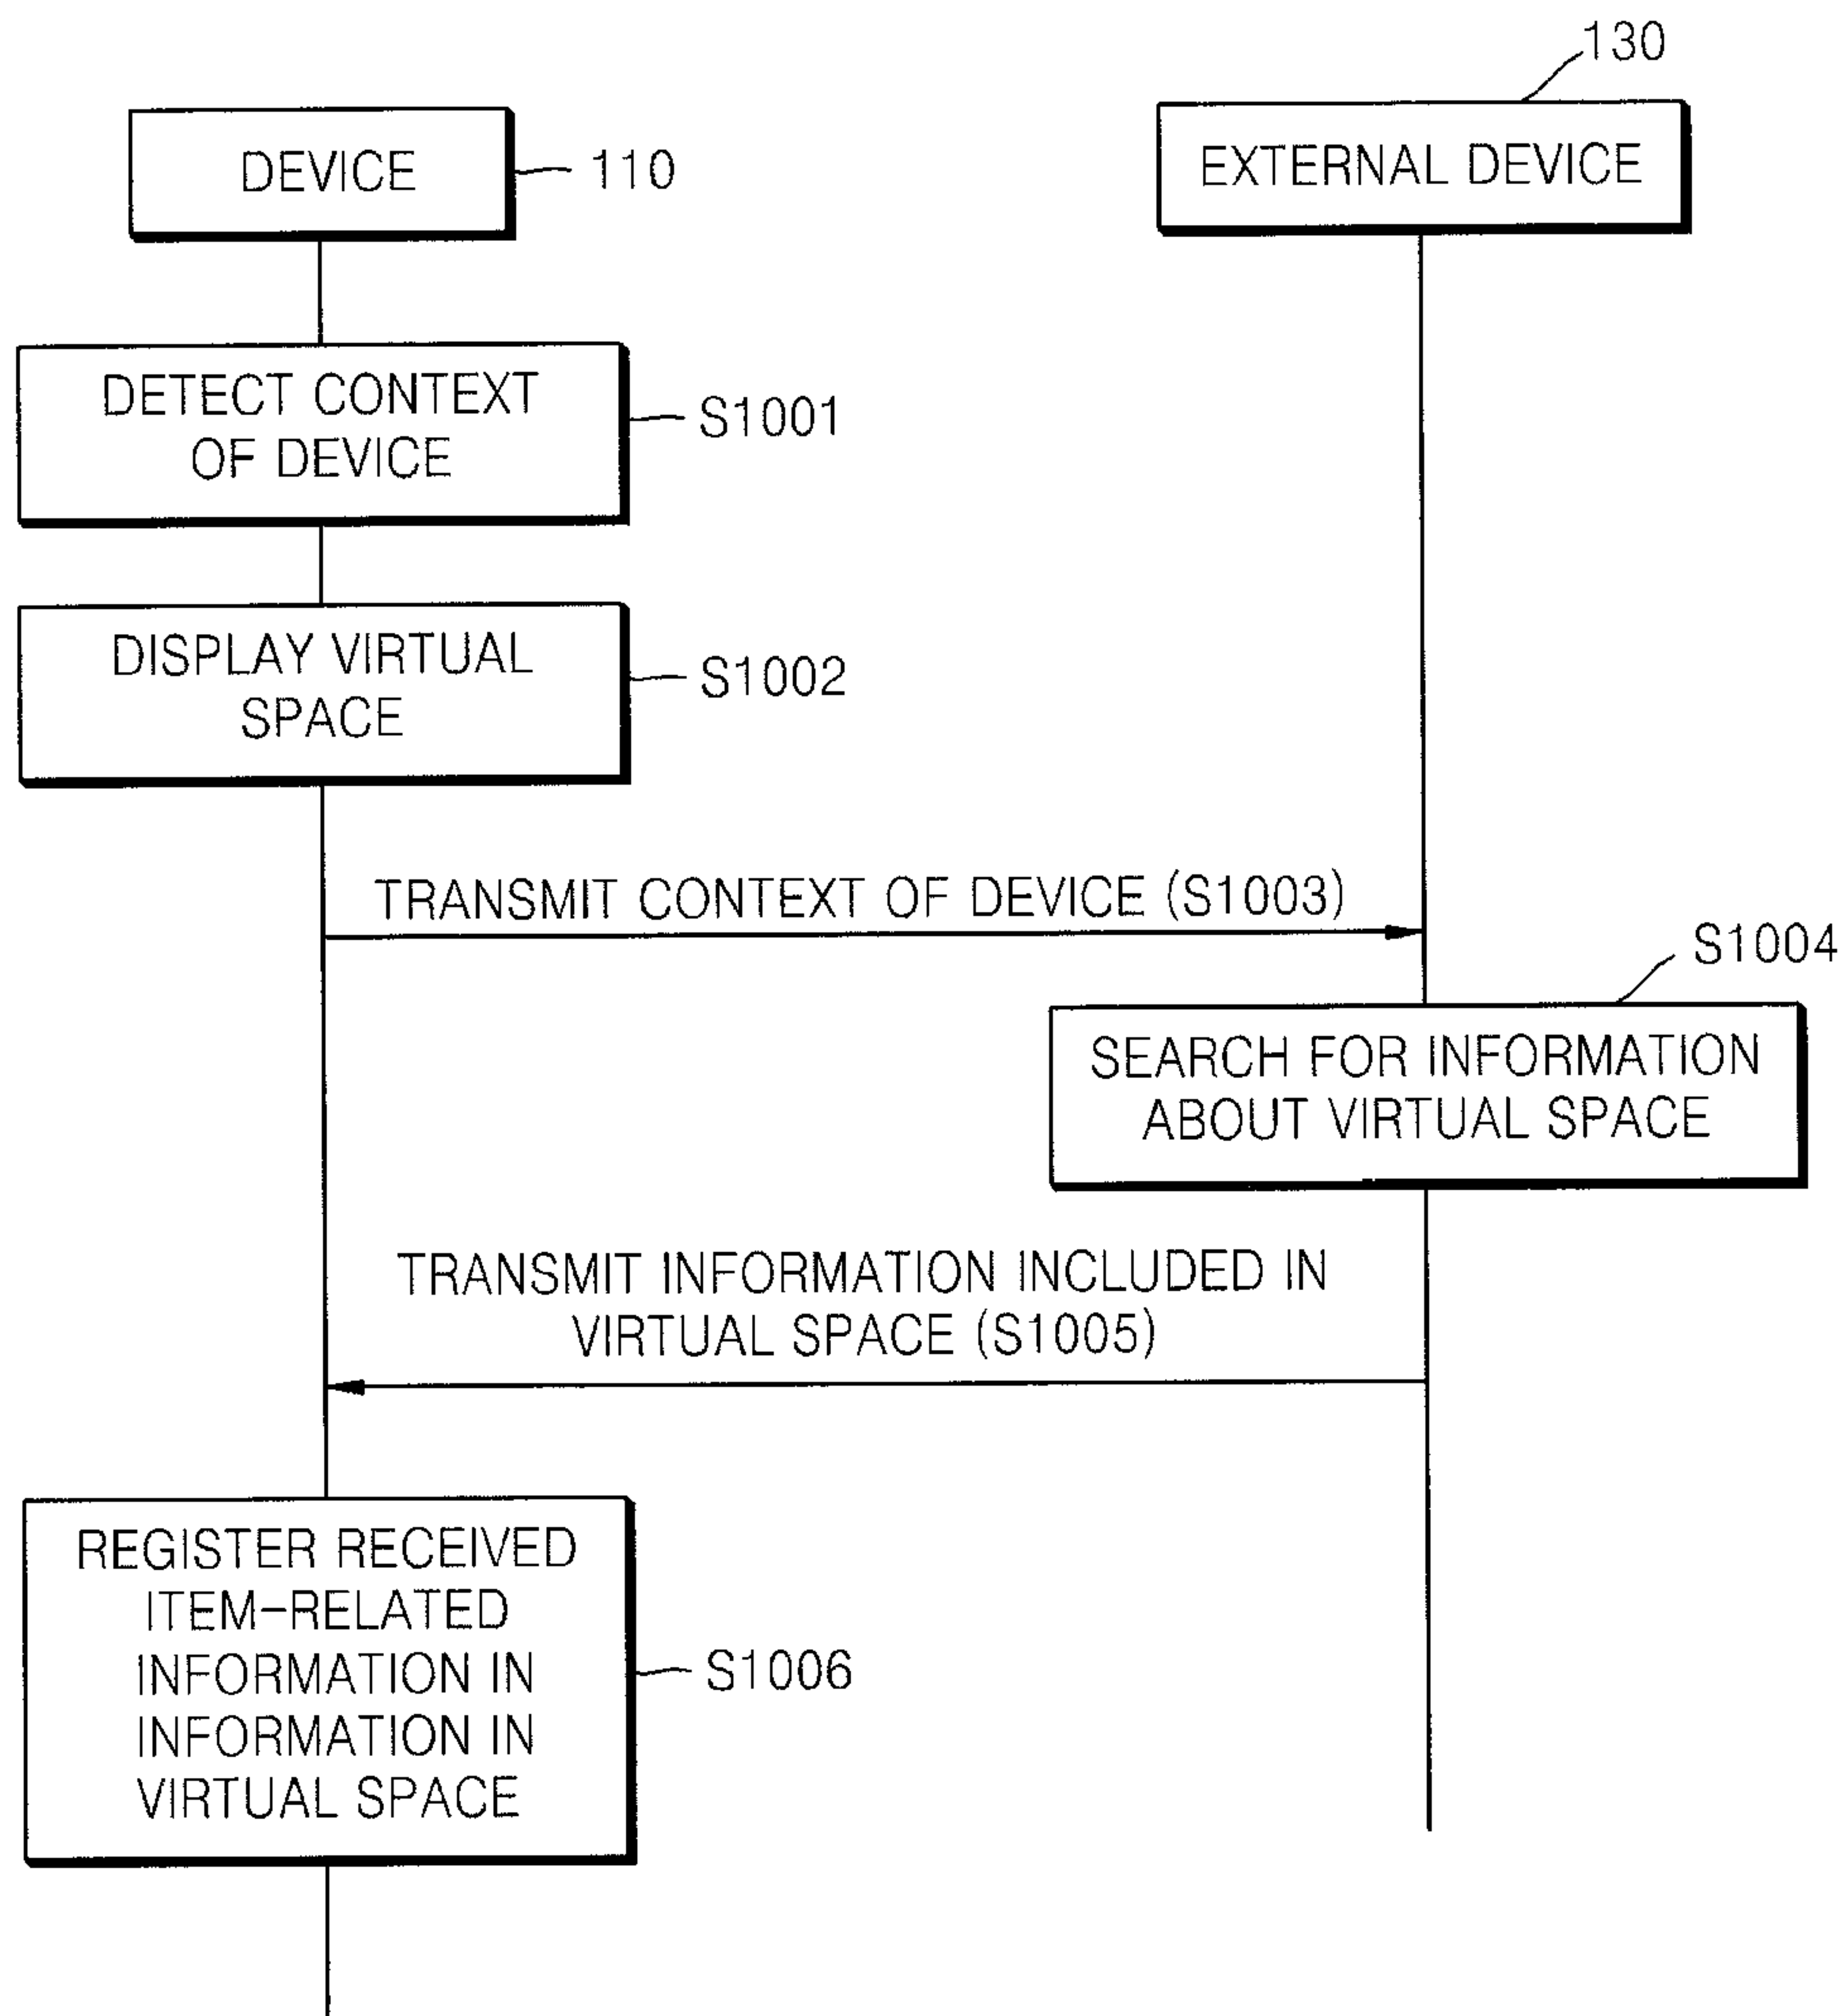 130
DEVICE
110
EXTERNAL DEVICE
DETECT CONTEXT
OF DEVICE
S1001
DISPLAY VIRTUAL
SPACE
S1002
TRANSMIT CONTEXT OF DEVICE (S1003)
S1004
SEARCH FOR INFORMATION
ABOUT VIRTUAL SPACE
TRANSMIT INFORMATION INCLUDED IN
VIRTUAL SPACE (S1005)
REGISTER RECEIVED
ITEM-RELATED
INFORMATION IN
INFORMATION IN
VIRTUAL SPACE
S1006